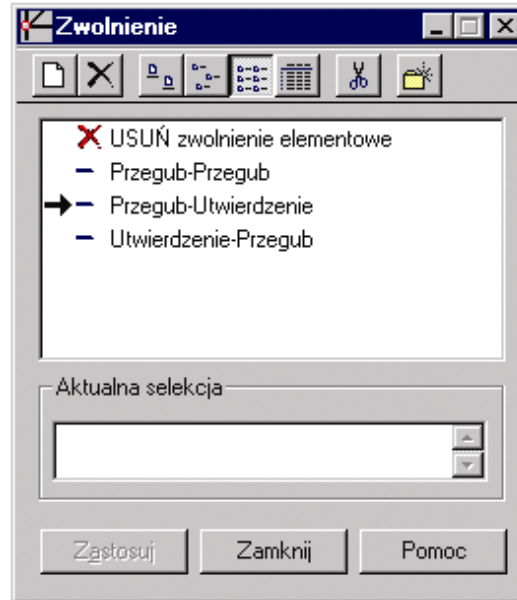 Zwolnienie
USUŃ zwolnienie elementowe
Przegub-Przegub
Przegub-Utwierdzenie
Utwierdzenie-Przegub
Aktualna selekcja
Zastosuj
Zamknij
Pomoc